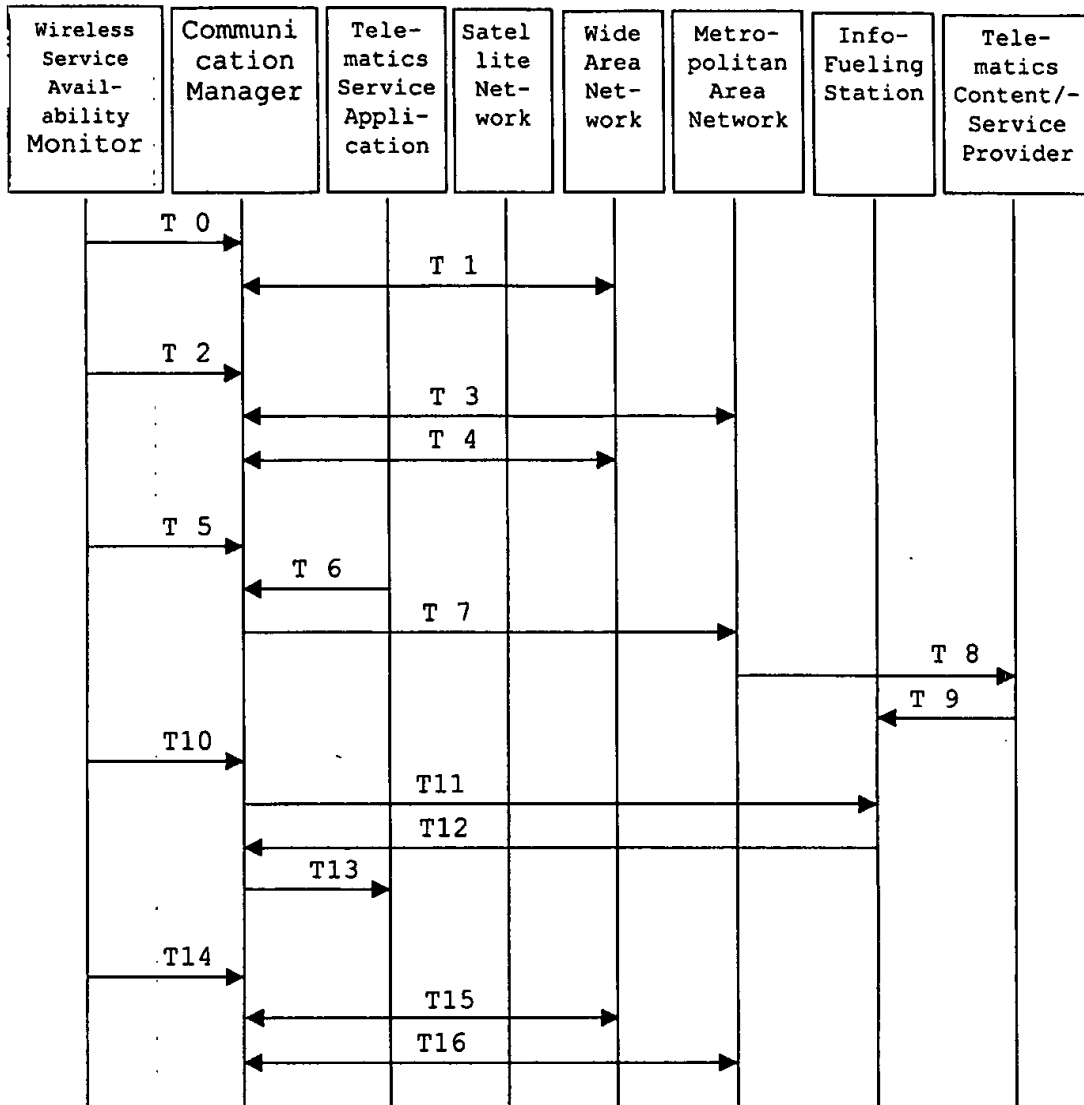 Wireless
Service
Avail-
ability
Monitor
Communi
cation
Manager
Tele-
matics
Service
Appli-
cation
Satel
lite
Net-
work
Wide
Area
Net-
work
Metro-
politan
Area
Network
Info-
Fueling
Station
Tele-
matics
Content/-
Service
Provider
T 0
T 1
T 2
T 3
T 4
T 5
T 6
T 7
T 8
T 9
T10
T11
T12
T13
T14
T15
T16